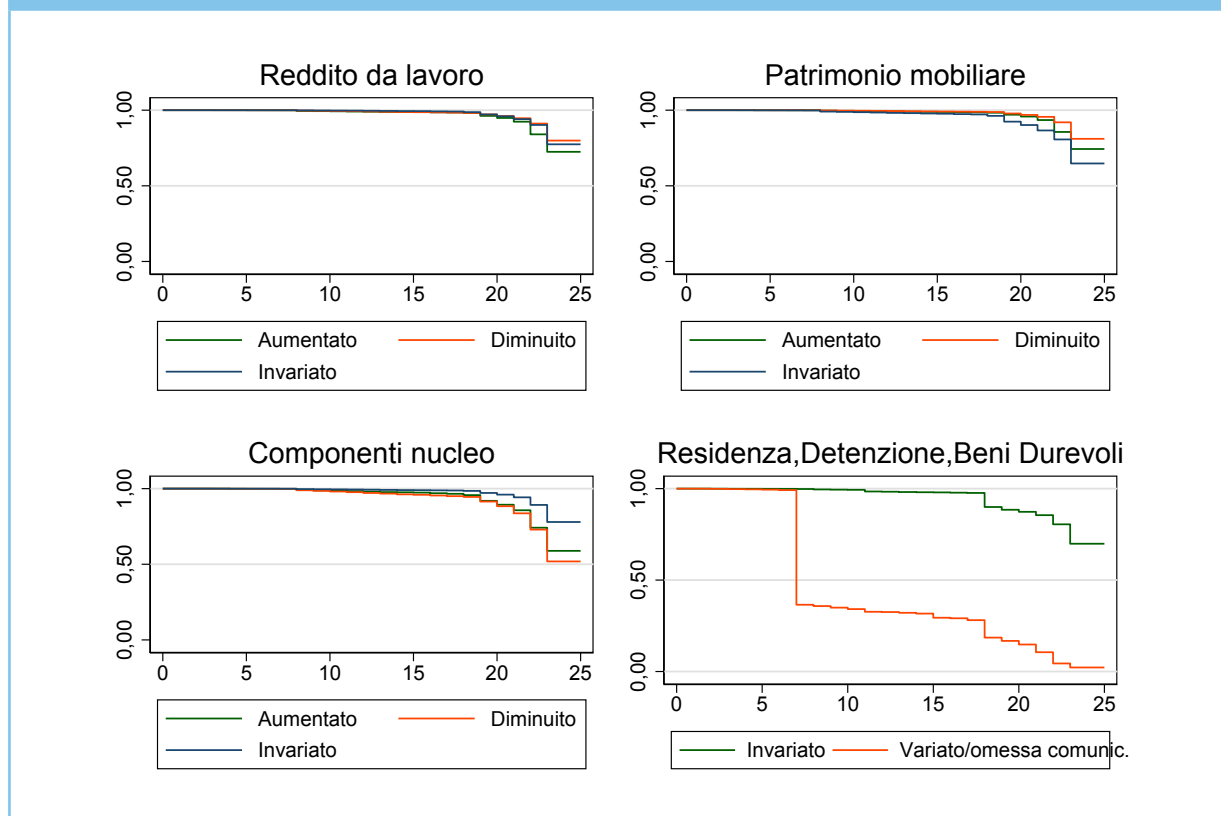 Reddito da lavoro
1,00
0,50
0,00
0 5 10 15 20 25
Aumentato Diminuito
Invariato
Patrimonio mobiliare
1,00
0,50
0,00
0 5 10 15 20 25
Aumentato Diminuito
Invariato
Componenti nucleo
1,00
0,50
0,00
0 5 10 15 20 25
Aumentato Diminuito
Invariato
Residenza,Detenzione,Beni Durevoli
1,00
0,50
0,00
0 5 10 15 20 25
Invariato Variato/omessa comunic.